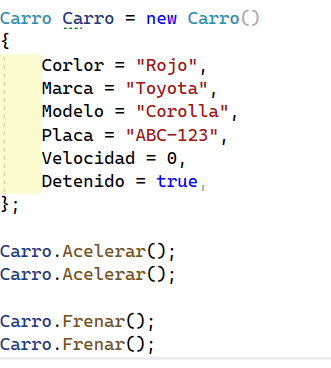 Carro Carro = new Carro()
{
Corlor = "Rojo",
Marca = "Toyota",
Modelo = "Corolla",
Placa = "ABC-123",
Velocidad = 0,
Detenido = true,
};
Carro.Acelerar();
Carro.Acelerar();
Carro.Frenar();
Carro.Frenar();